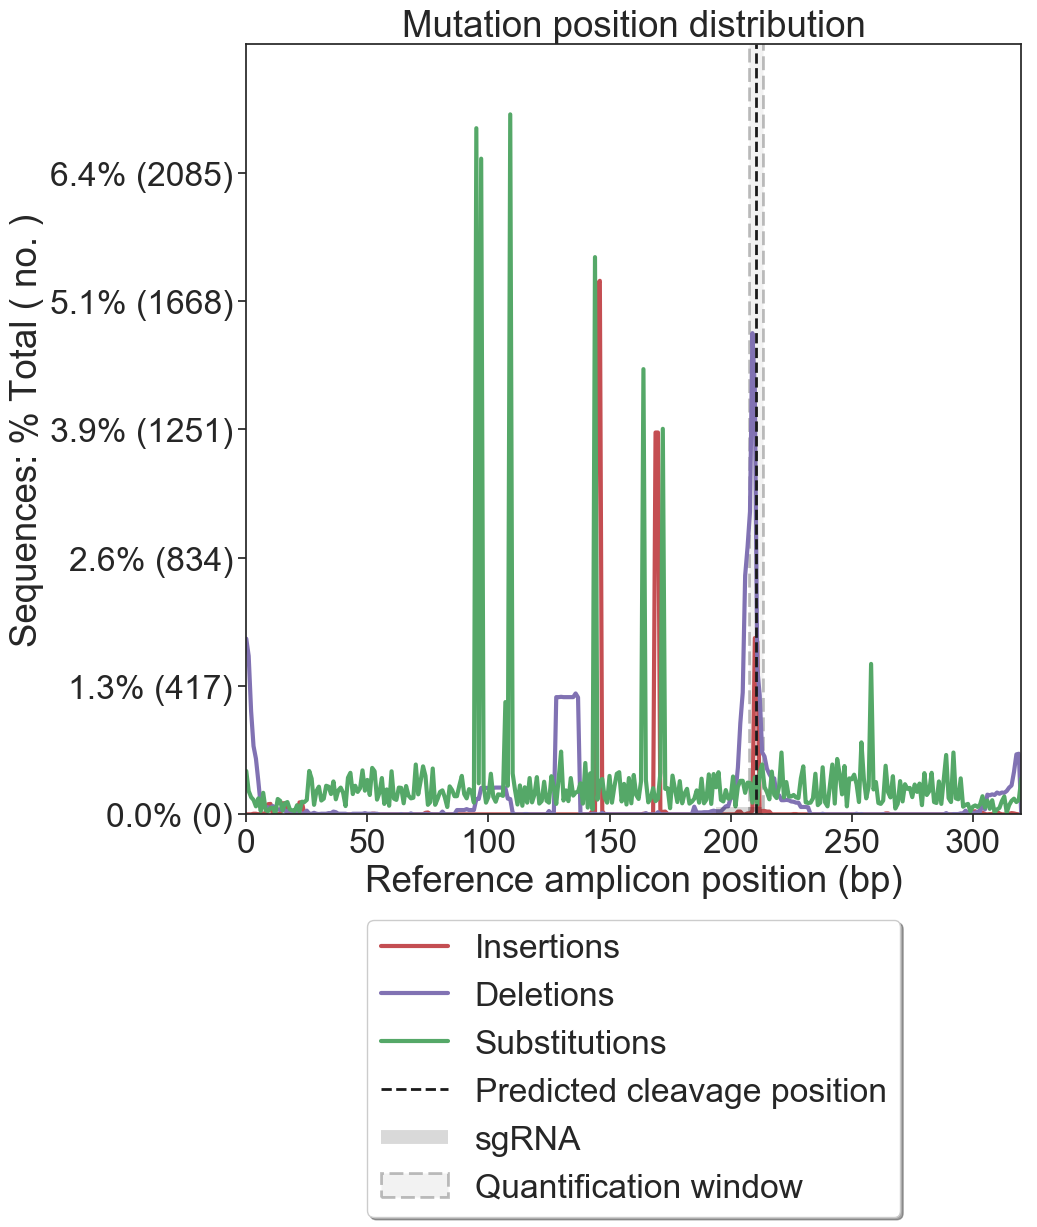 Mutation position distribution
Sequences: % Total ( no. )
6.4% (2085)
5.1% (1668)
3.9% (1251)
2.6% (834)
1.3% (417)
0.0% (0)
0 50 100 150 200 250 300
Reference amplicon position (bp)
Insertions
Deletions
Substitutions
Predicted cleavage position
sgRNA
Quantification window